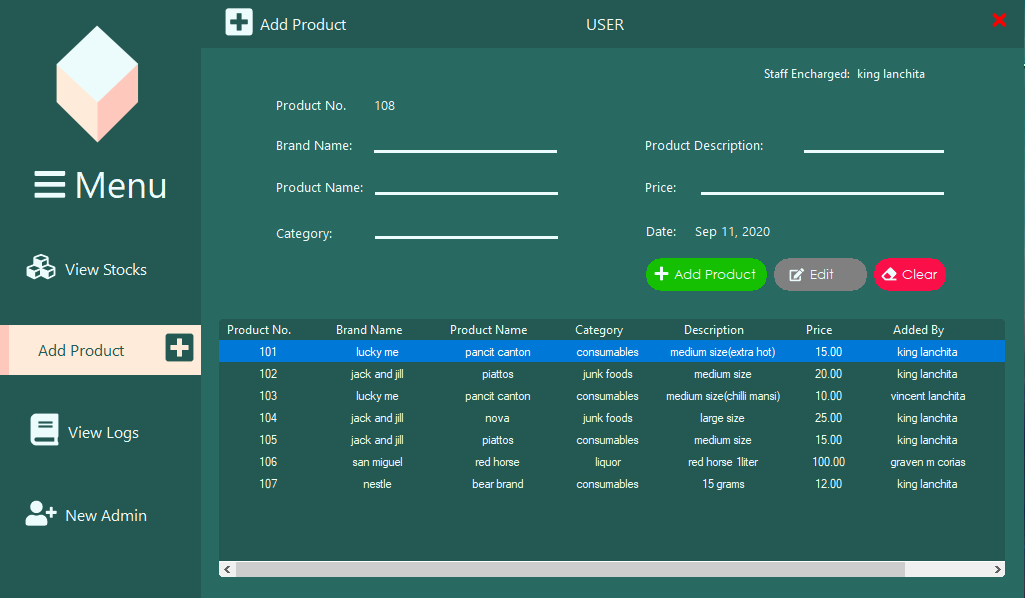 Add Product USER
Staff Encharged: king lanchita
Product No. 108
Brand Name: Product Description:
Menu
Product Name: Price:
Category: Date: Sep 11, 2020
View Stocks
Add Product Edit Clear
Product No. Brand Name Product Name Category Description Price Added By
Add Product
101 lucky me pancit canton consumables medium size(extra hot) 15.00 king lanchita
102 jack and jill piattos junk foods medium size 20.00 king lanchita
103 lucky me pancit canton consumables medium size(chilli mansi) 10.00 vincent lanchita
104 jack and jill nova junk foods large size 25.00 king lanchita
View Logs
105 jack and jill piattos consumables medium size 15.00 king lanchita
106 san miguel red horse liquor red horse 1liter 100.00 graven m corias
107 nestle bear brand consumables 15 grams 12.00 king lanchita
New Admin